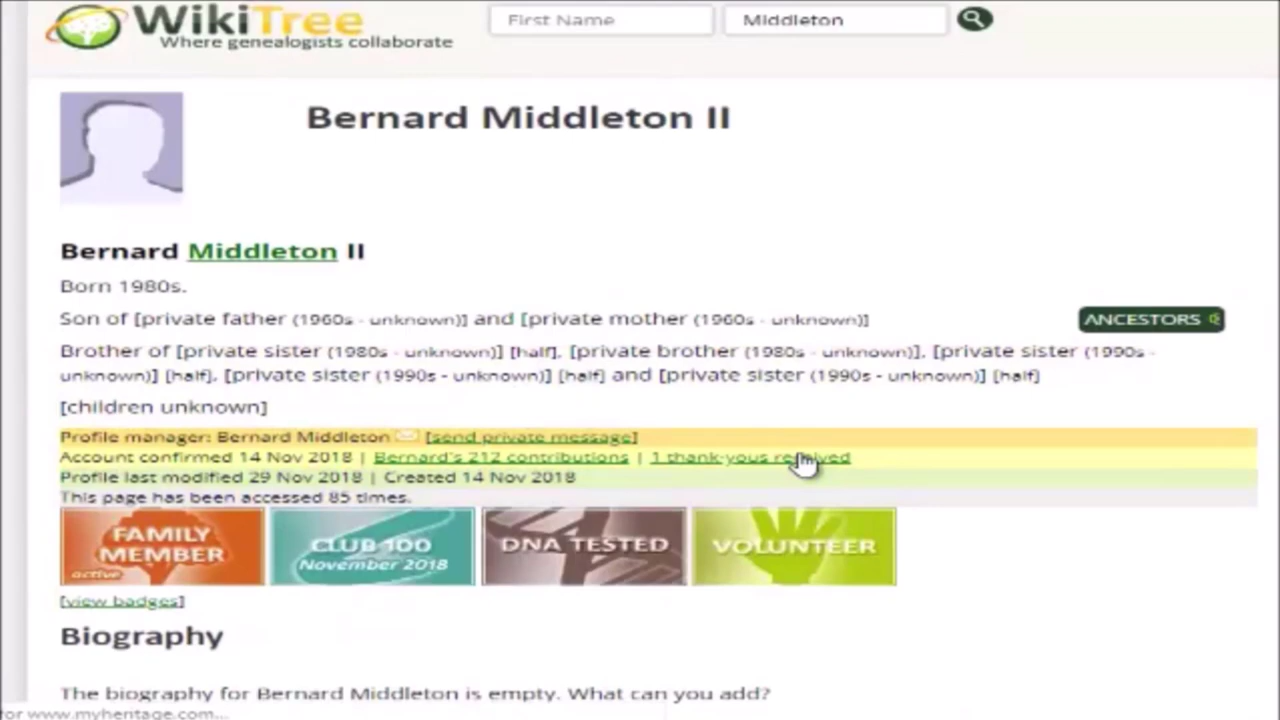 WikiTree
Where genealogists collaborate
First Name
Middleton
Bernard Middleton II
Bernard Middleton II
Born 1980s.
Son of [private father (1960s - unknown)] and [private mother (1960s - unknown)]
ANCESTORS
Brother of [private sister (1980s - unknown)] [half], [private brother (1980s - unknown)], [private sister (1990s -
unknown)] [half], [private sister (1990s - unknown)] [half] and [private sister (1990s - unknown)] [half]
[children unknown]
Profile manager: Bernard Middleton [send private message]
Account confirmed 14 Nov 2018 | Bernard's 212 contributions | 1 thank-yous received
Profile last modified 29 Nov 2018 | Created 14 Nov 2018
This page has been accessed 85 times.
FAMILY
MEMBER
active
CLUB 100
November 2018
DNA TESTED
VOLUNTEER
[view badges]
Biography
The biography for Bernard Middleton is empty. What can you add?
for www.myheritage.com...